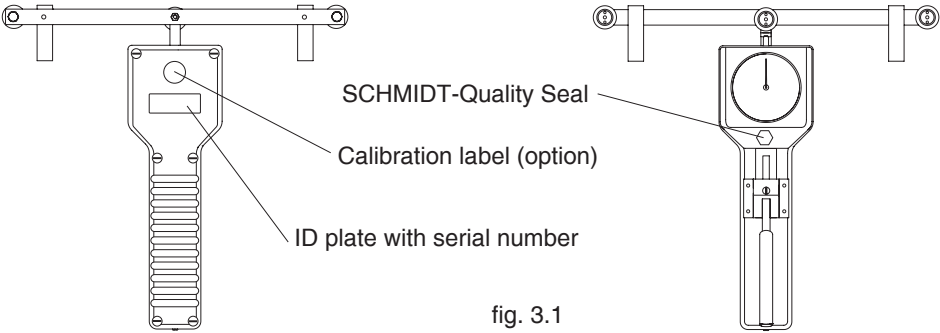 SCHMIDT-Quality Seal
Calibration label (option)
ID plate with serial number
fig. 3.1